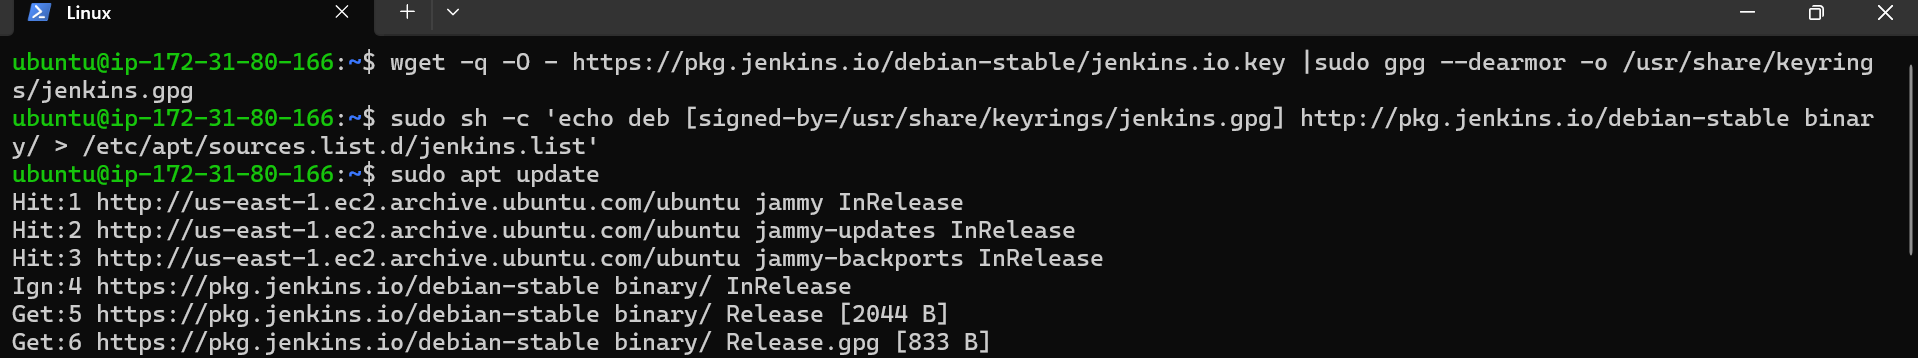 Linux
ubuntu@ip-172-31-80-166:~$ wget -q -O - https://pkg.jenkins.io/debian-stable/jenkins.io.key |sudo gpg --dearmor -o /usr/share/keyring
s/jenkins.gpg
ubuntu@ip-172-31-80-166:~$ sudo sh -c 'echo deb [signed-by=/usr/share/keyrings/jenkins.gpg] http://pkg.jenkins.io/debian-stable binar
y/ > /etc/apt/sources.list.d/jenkins.list'
ubuntu@ip-172-31-80-166:~$ sudo apt update
Hit:1 http://us-east-1.ec2.archive.ubuntu.com/ubuntu jammy InRelease
Hit:2 http://us-east-1.ec2.archive.ubuntu.com/ubuntu jammy-updates InRelease
Hit:3 http://us-east-1.ec2.archive.ubuntu.com/ubuntu jammy-backports InRelease
Ign:4 https://pkg.jenkins.io/debian-stable binary/ InRelease
Get:5 https://pkg.jenkins.io/debian-stable binary/ Release [2044 B]
Get:6 https://pkg.jenkins.io/debian-stable binary/ Release.gpg [833 B]